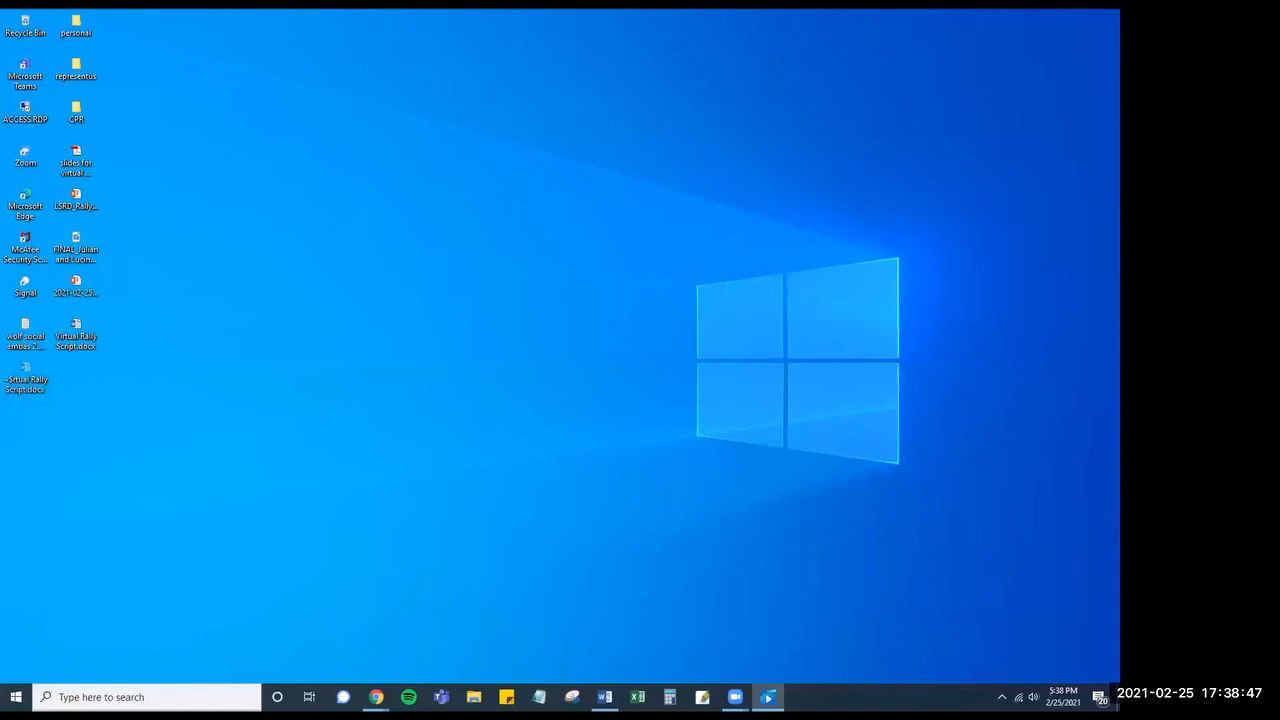 Recycle Bin
personal
Microsoft
Teams
representus
ACCESS.RDP
CPR
Zoom
slides for
virtual ...
Microsoft
Edge
LSRD_Rally...
McAfee
Security Sc...
FINAL_Julian
and Lucin...
Signal
2021-02-25...
wolf social
ambas 2....
Virtual Rally
Script.docx
~$rtual Rally
Script.docx
Type here to search
5:38 PM
2/25/2021
20
2021-02-25 17:38:47